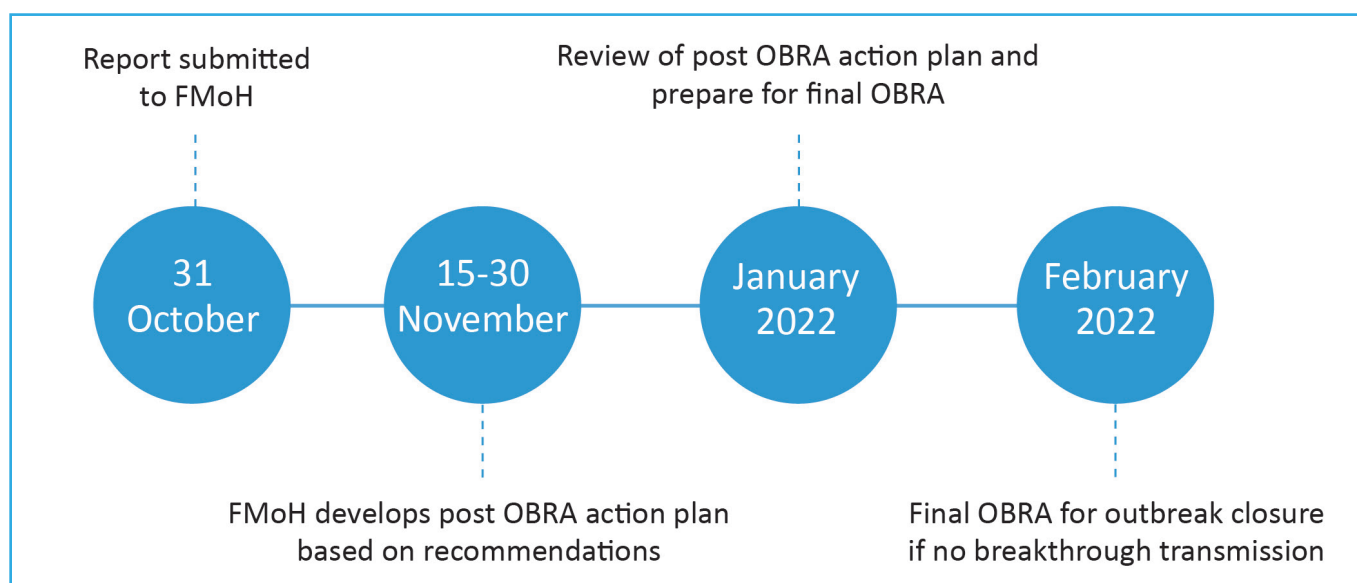 Report submitted
to FMoH
Review of post OBRA action plan and
prepare for final OBRA
31
October
15-30
November
January
2022
February
2022
FMoH develops post OBRA action plan
based on recommendations
Final OBRA for outbreak closure
if no breakthrough transmission